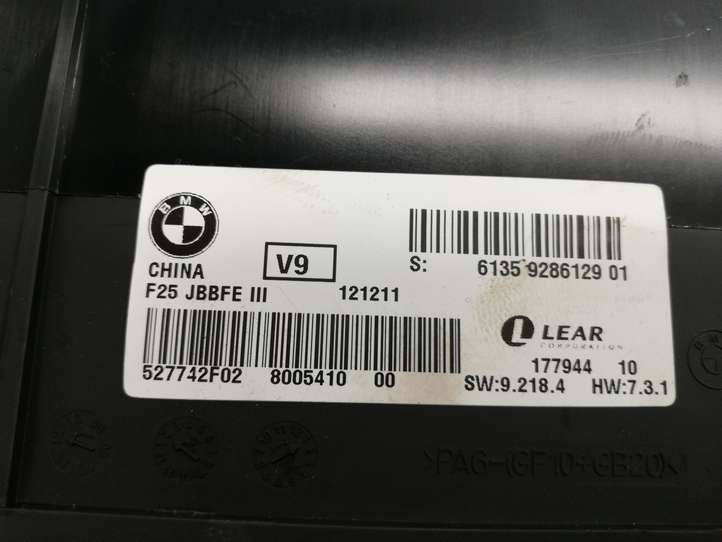 BMW
CHINA
V9
S: 6135 9286129 01
F25 JBBFE III 121211
LEAR
CORPORATION
177944 10
527742F02 8005410 00
SW:9.218.4 HW:7.3.1
>PA6-(GF10+GB20)<